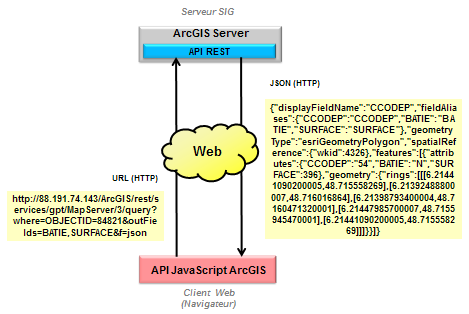 Serveur SIG
ArcGIS Server
API REST
JSON (HTTP)
{"displayFieldName":"CCODEP","fieldAlia
ses":{"CCODEP":"CCODEP","BATIE":"BA
TIE","SURFACE":"SURFACE"},"geometry
Type":"esriGeometryPolygon","spatialRe
ference":{"wkid":4326},"features":[{"attrib
utes":{"CCODEP":"54","BATIE":"N","SUR
FACE":396},"geometry":{"rings":[[[6.2144
1090200005,48.715558269],[6.21392488800
007,48.716016864],[6.21398793400004,48.7
160471320001],[6.21447985700007,48.7155
945470001],[6.21441090200005,48.7155582
69]]]}}]}
Web
URL (HTTP)
http://88.191.74.143/ArcGIS/rest/s
ervices/gpt/MapServer/3/query?
where=OBJECTID=84821&outFie
lds=BATIE,SURFACE&f=json
API JavaScript ArcGIS
Client Web
(Navigateur)